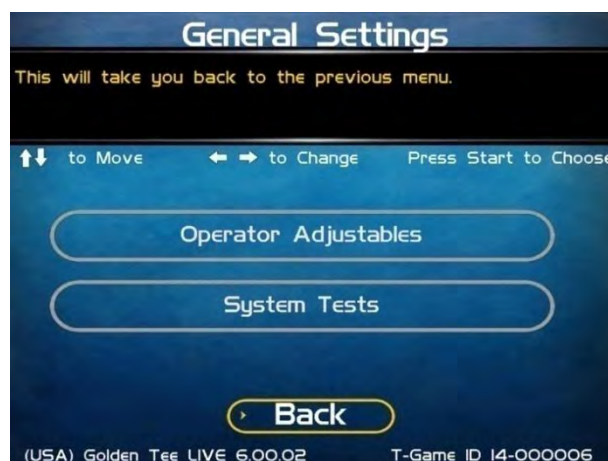 General Settings
This will take you back to the previous menu.
to Move to Change Press Start to Choose
Operator Adjustables
System Tests
Back
(USA) Golden Tee LIVE 6.00.02 T-Game ID 14-000006